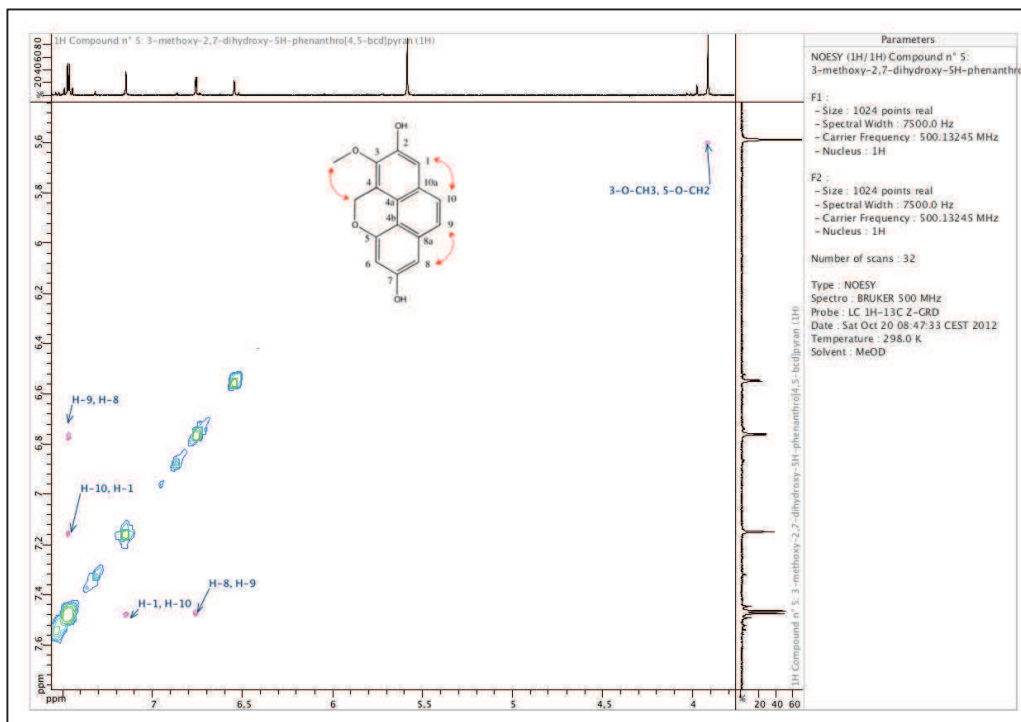 1H Compound n° 5: 3-methoxy-2,7-dihydroxy-5H-phenanthro[4,5-bcd]pyran (1H)
% 20 40 60 80
OH
O
2
3
1
4
10a
10
4a
4b
9
O
8a
5
6
8
7
OH
3-O-CH3, 5-O-CH2
H-9, H-8
H-10, H-1
H-1, H-10
H-8, H-9
5,6
5,8
6
6,2
6,4
6,6
6,8
7
7,2
7,4
7,6
ppm
ppm
7
6,5
6
5,5
5
4,5
4
% 20 40 60
1H Compound n° 5: 3-methoxy-2,7-dihydroxy-5H-phenanthro[4,5-bcd]pyran (1H)
Parameters
NOESY (1H/1H) Compound n° 5:
3-methoxy-2,7-dihydroxy-5H-phenanthro
F1 :
- Size : 1024 points real
- Spectral Width : 7500.0 Hz
- Carrier Frequency : 500.13245 MHz
- Nucleus : 1H
F2 :
- Size : 1024 points real
- Spectral Width : 7500.0 Hz
- Carrier Frequency : 500.13245 MHz
- Nucleus : 1H
Number of scans : 32
Type : NOESY
Spectro : BRUKER 500 MHz
Probe : LC 1H-13C Z-GRD
Date : Sat Oct 20 08:47:33 CEST 2012
Temperature : 298.0 K
Solvent : MeOD